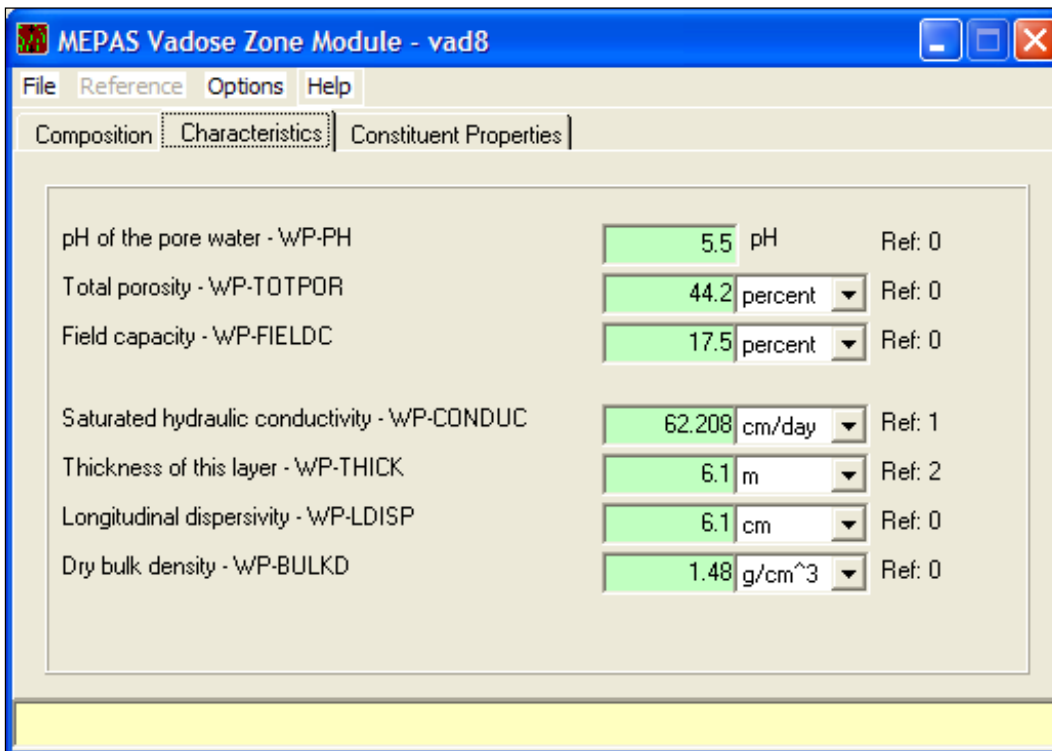 MEPAS Vadose Zone Module - vad8
File Reference Options Help
Composition Characteristics Constituent Properties
pH of the pore water - WP-PH 5.5 pH Ref: 0
Total porosity - WP-TOTPOR 44.2 percent Ref: 0
Field capacity - WP-FIELDC 17.5 percent Ref: 0
Saturated hydraulic conductivity - WP-CONDUC 62.208 cm/day Ref: 1
Thickness of this layer - WP-THICK 6.1 m Ref: 2
Longitudinal dispersivity - WP-LDISP 6.1 cm Ref: 0
Dry bulk density - WP-BULKD 1.48 g/cm^3 Ref: 0